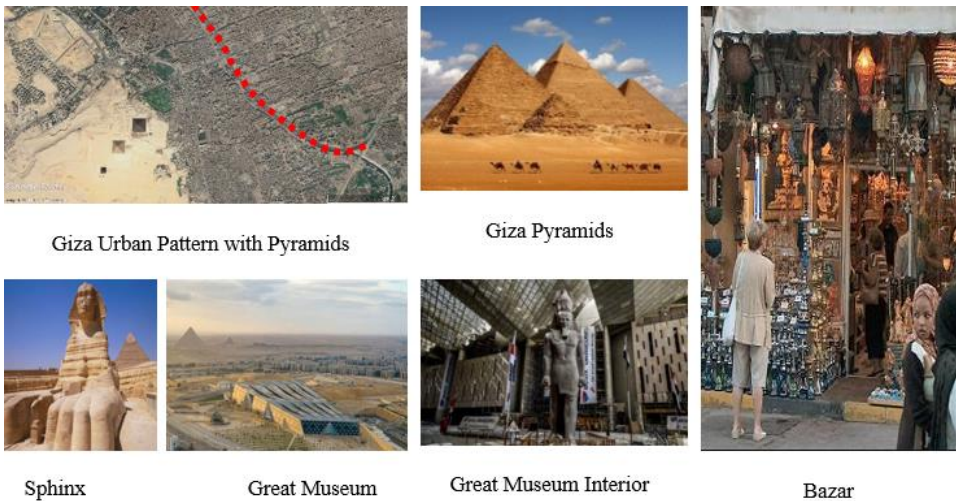 Giza Urban Pattern with Pyramids
Giza Pyramids
Sphinx
Great Museum
Great Museum Interior
Bazar